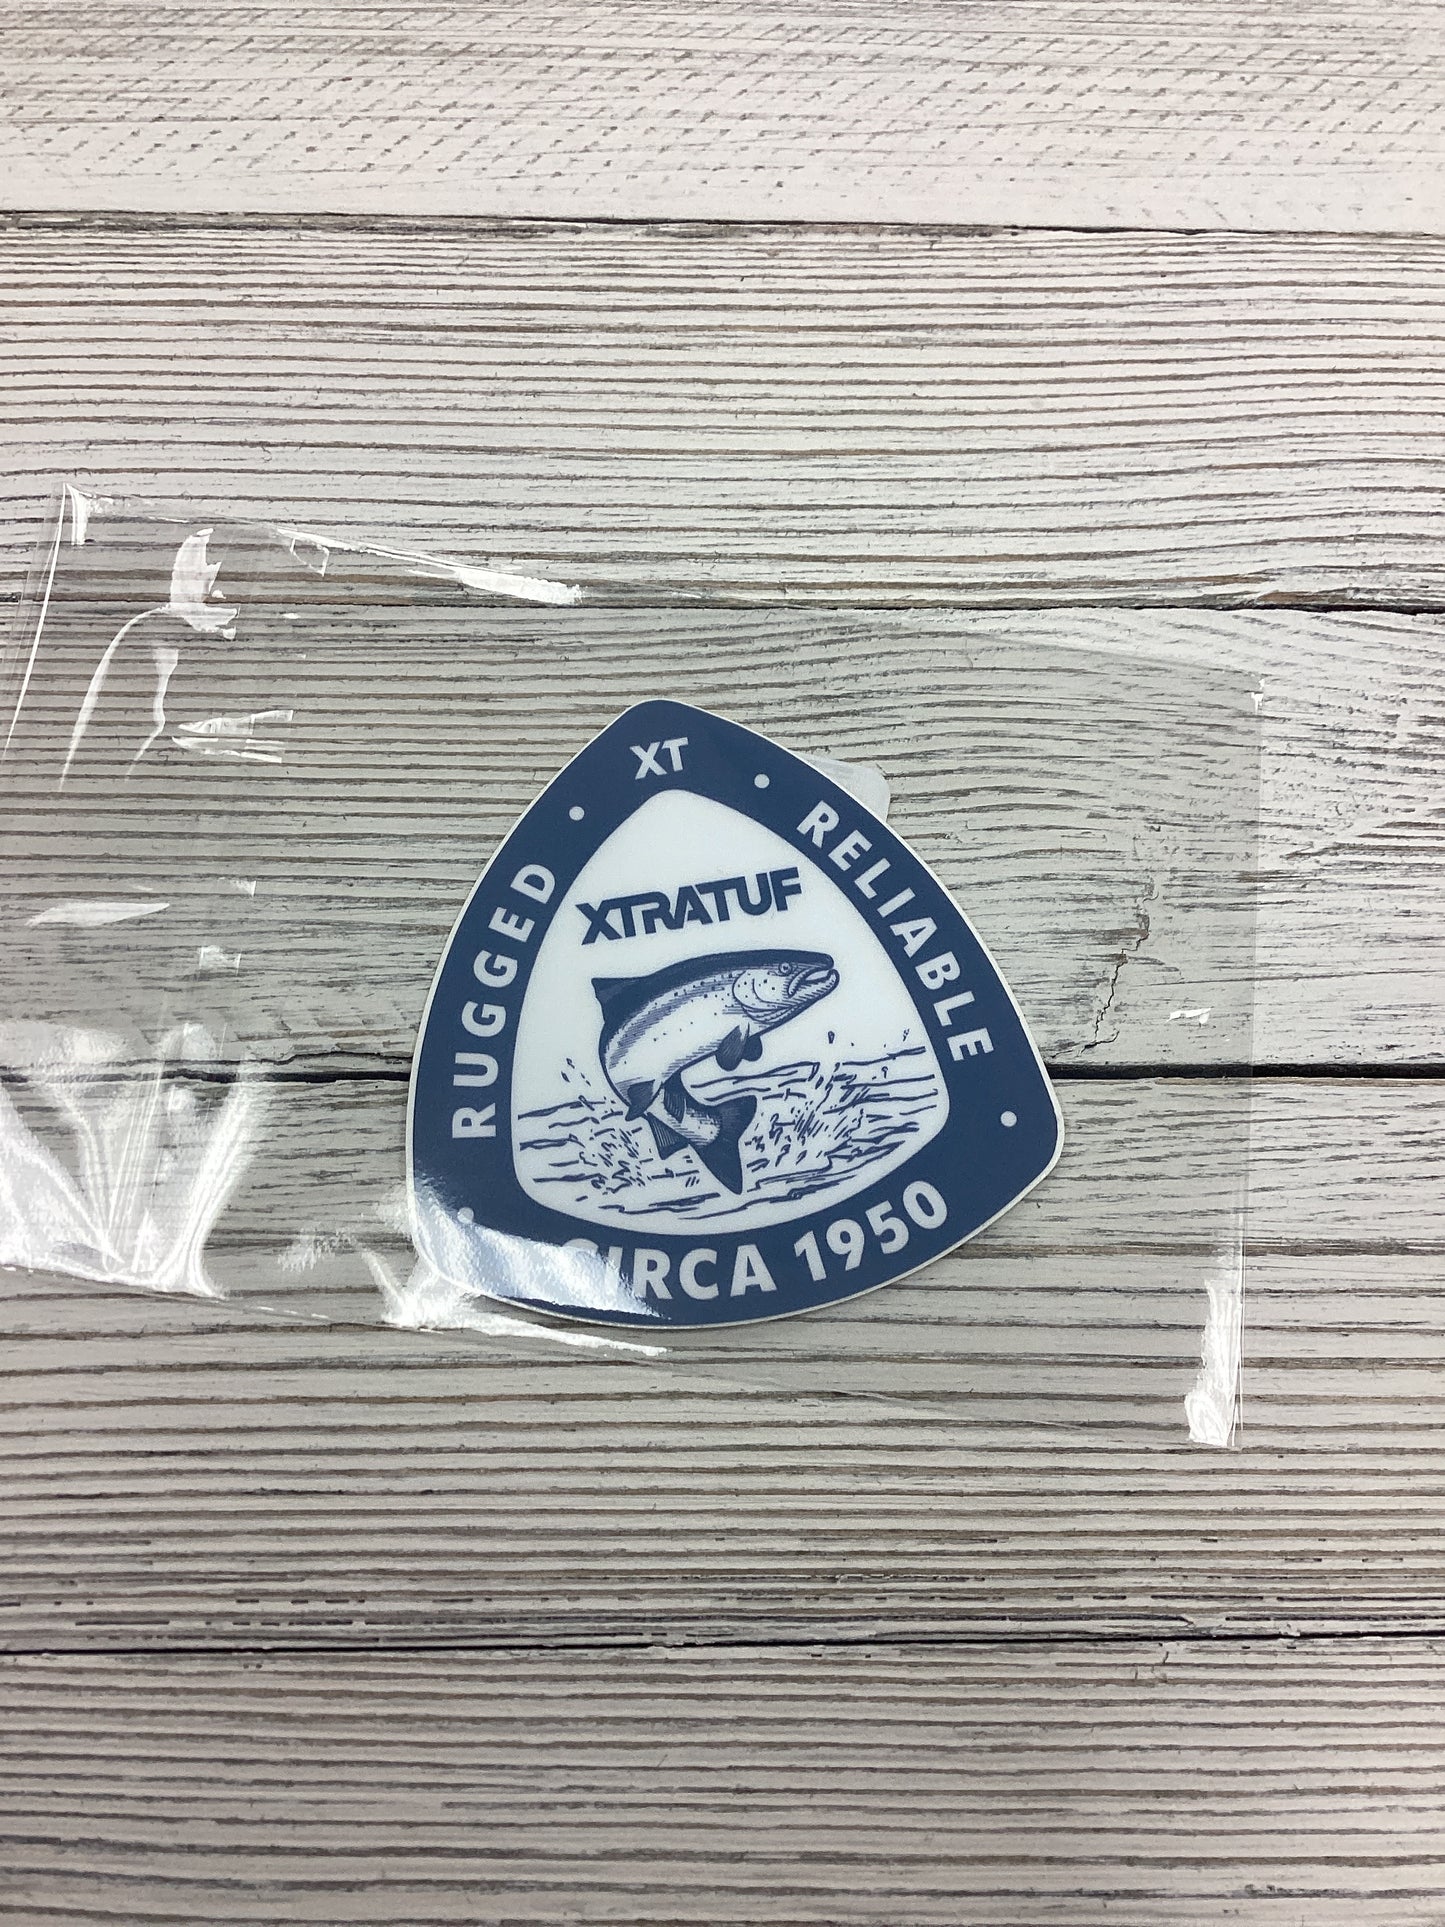 XT
RUGGED
RELIABLE
XTRATUF
CIRCA 1950